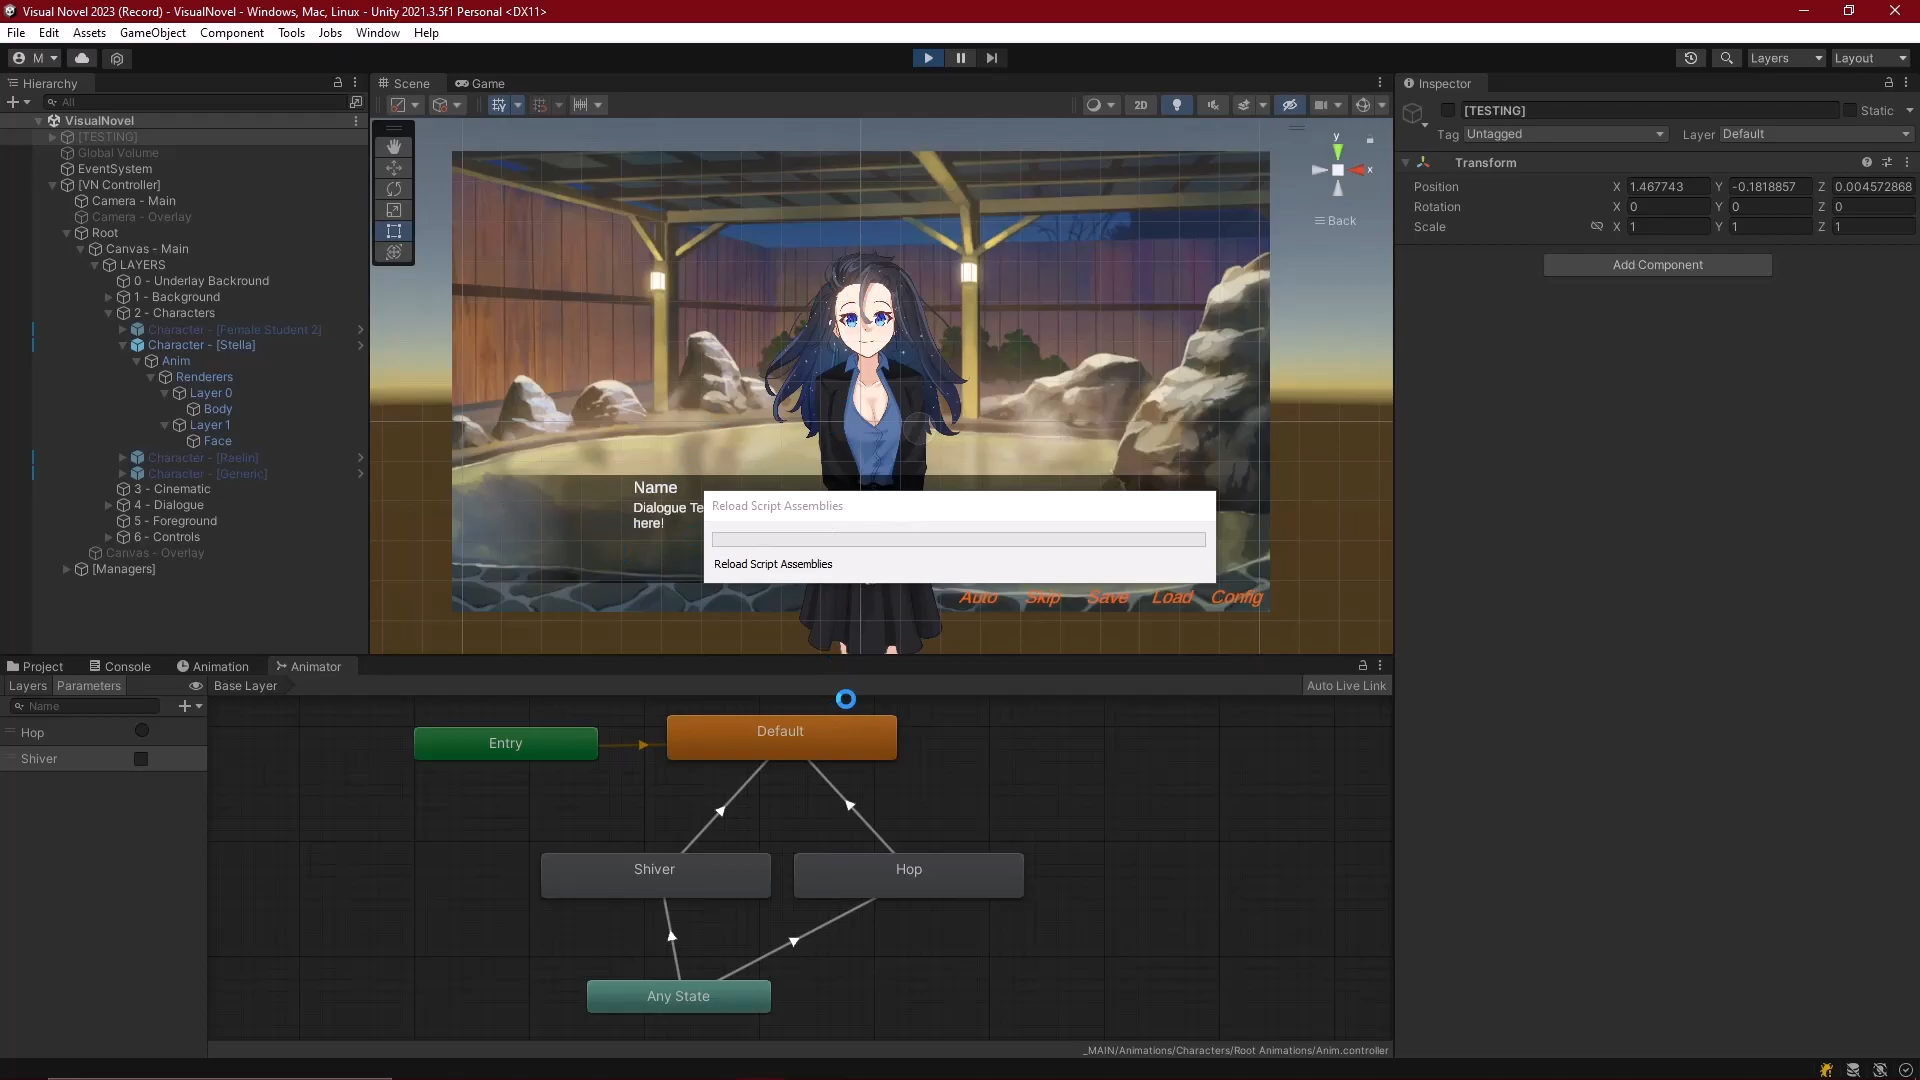 Visual Novel 2023 (Record) - VisualNovel - Windows, Mac, Linux - Unity 2021.3.5f1 Personal <DX11>
File Edit Assets GameObject Component Tools Jobs Window Help
M
Layers Layout
Hierarchy
Scene Game
Inspector
All
2D
[TESTING] Static
VisualNovel
[TESTING]
Tag Untagged Layer Default
Global Volume
EventSystem
[VN Controller]
Camera - Main
Camera - Overlay
Root
Canvas - Main
LAYERS
0 - Underlay Backround
1 - Background
2 - Characters
Character - [Female Student 2]
Character - [Stella]
Anim
Renderers
Layer 0
Body
Layer 1
Face
Character - [Raelin]
Character - [Generic]
3 - Cinematic
4 - Dialogue
5 - Foreground
6 - Controls
Canvas - Overlay
[Managers]
y
x
Back
Name
Dialogue Te
here!
Reload Script Assemblies
Reload Script Assemblies
Auto Skip Save Load Config
Transform
Position X 1.467743 Y -0.1818857 Z 0.004572868
Rotation X 0 Y 0 Z 0
Scale X 1 Y 1 Z 1
Add Component
Project Console Animation Animator
Layers Parameters Base Layer Auto Live Link
Name
Hop
Shiver
Entry
Default
Shiver
Hop
Any State
_MAIN/Animations/Characters/Root Animations/Anim.controller